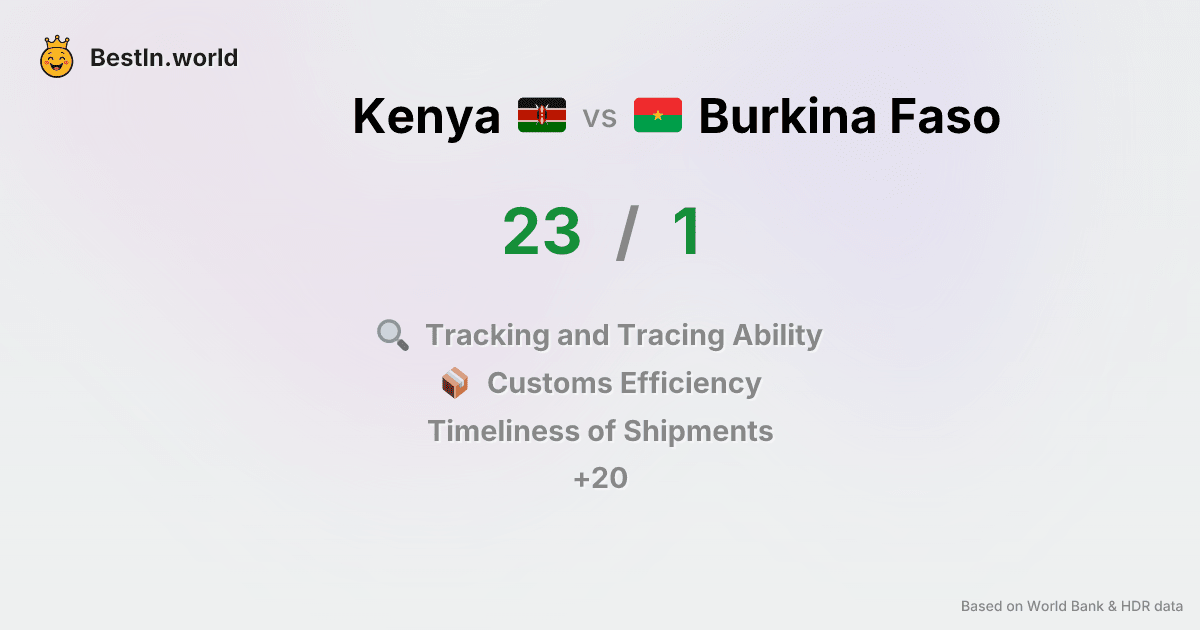 BestIn.world
Kenya vs Burkina Faso
23 / 1
Tracking and Tracing Ability
Customs Efficiency
Timeliness of Shipments
+20
Based on World Bank & HDR data